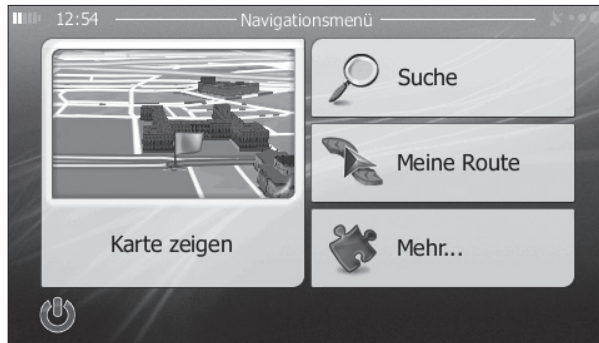 12:54
Navigationsmenü
Suche
Meine Route
Karte zeigen
Mehr...